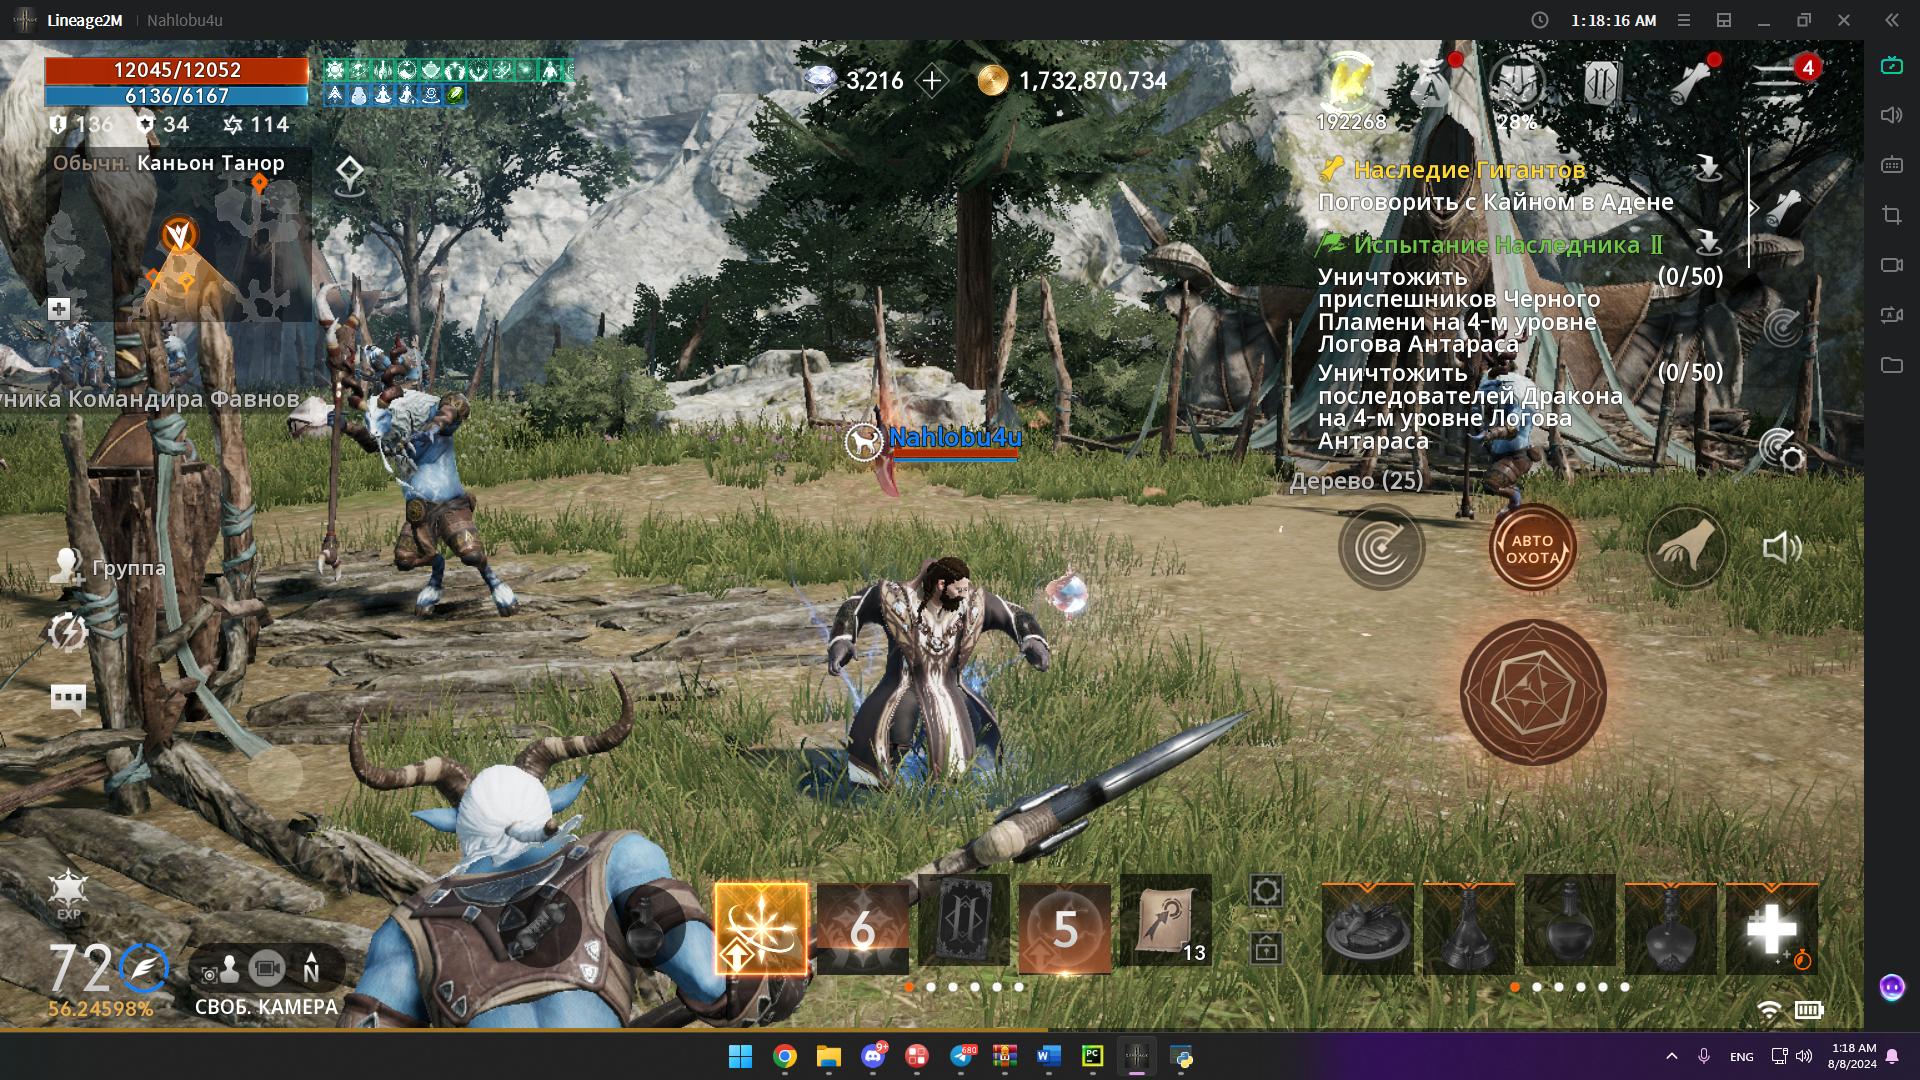 Lineage2M
Nahlobu4u
1:18:16 AM
12045/12052
6136/6167
136
34
114
3,216
1,732,870,734
192268
28%
4
Обычн. Каньон Танор
Наследие Гигантов
Поговорить с Кайном в Адене
Испытание Наследника II
Уничтожить (0/50)
приспешников Черного
Пламени на 4-м уровне
Логова Антараса
Уничтожить (0/50)
последователей Дракона
на 4-м уровне Логова
Антараса
Командира Фавнов
Nahlobu4u
Дерево (25)
АВТО
ОХОТА
Группа
EXP
72
56.24598%
N
СВОБ. КАМЕРА
6
5
13
9+
680
W
PC
ENG
1:18 AM
8/8/2024